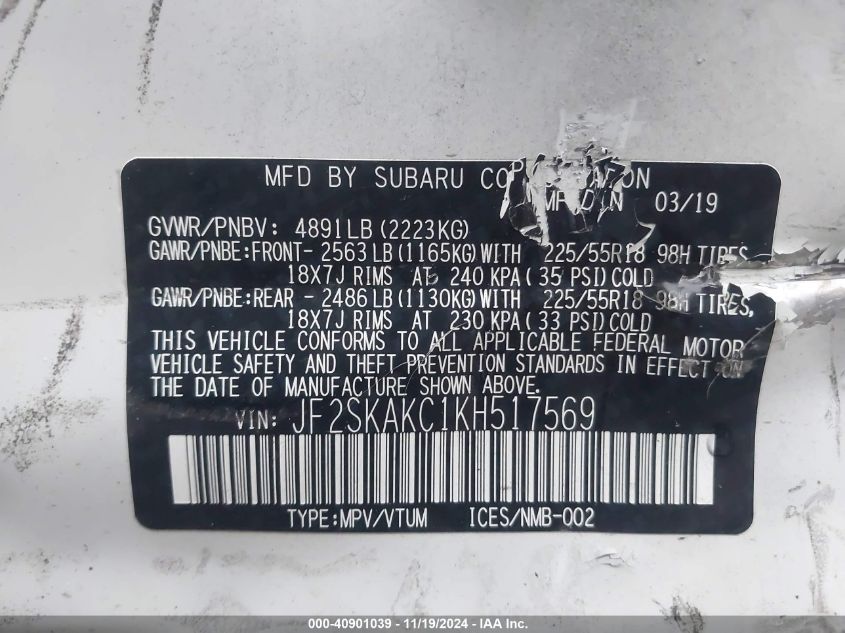 MFD BY SUBARU
03/19
GVWR/PNBV: 4891LB (2223KG)
GAWR/PNBE:FRONT- 2563 LB (1165KG) WITH 225/55R18 98H TIRES,
18X7J RIMS AT 240 KPA ( 35 PSI) COLD
GAWR/PNBE:REAR - 2486 LB (1130KG) WITH 225/55R18 98H TIRES,
18X7J RIMS AT 230 KPA ( 33 PSI) COLD
THIS VEHICLE CONFORMS TO ALL APPLICABLE FEDERAL MOTOR
VEHICLE SAFETY AND THEFT PREVENTION STANDARDS IN EFFECT ON
THE DATE OF MANUFACTURE SHOWN ABOVE.
VIN: JF2SKAKC1KH517569
TYPE:MPV/VTUM ICES/NMB-002
000-40901039 - 11/19/2024 - IAA Inc.